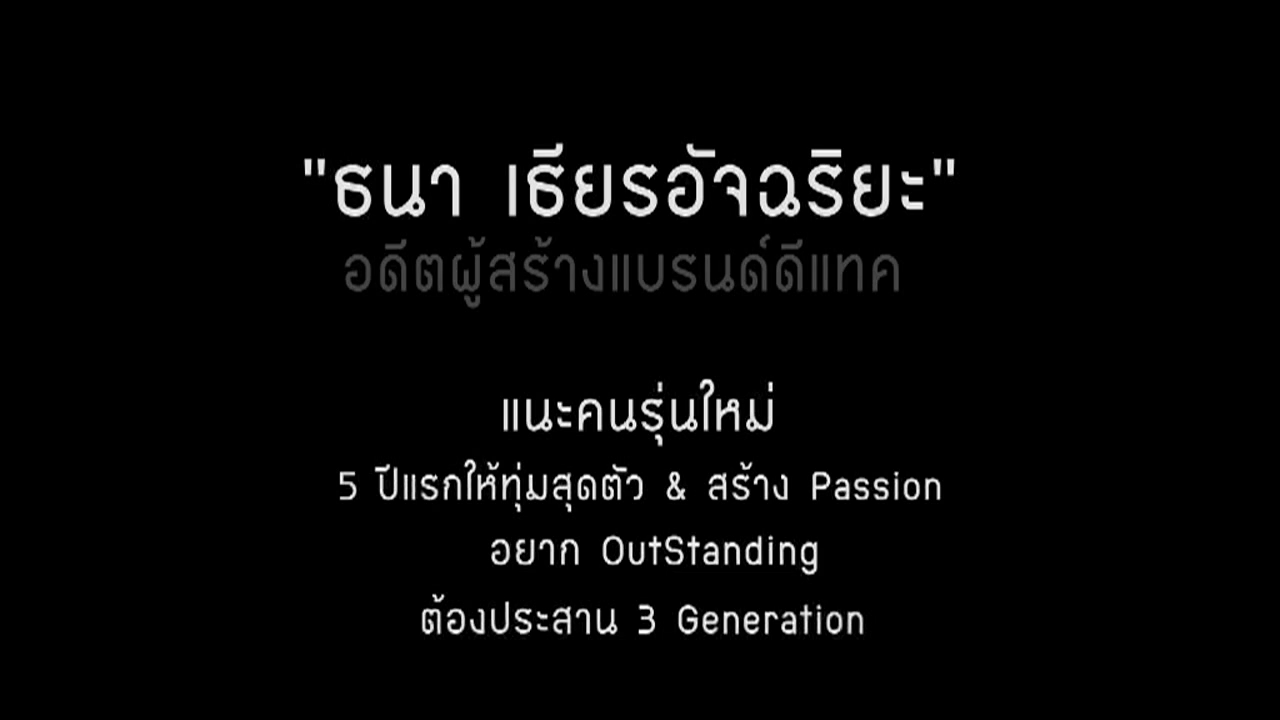 "ธนา เธียรอัจฉริยะ"
อดีตผู้สร้างแบรนด์ดีแทค
แนะคนรุ่นใหม่
5 ปีแรกให้ทุ่มสุดตัว & สร้าง Passion
อยาก OutStanding
ต้องประสาน 3 Generation